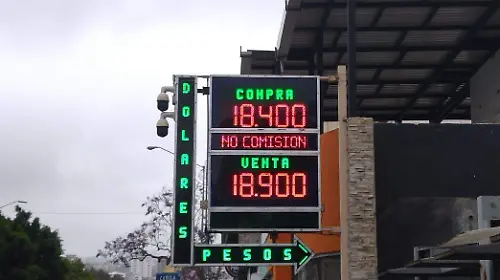 DOLARES
COMPRA
18.400
NO COMISION
VENTA
18.900
PESOS